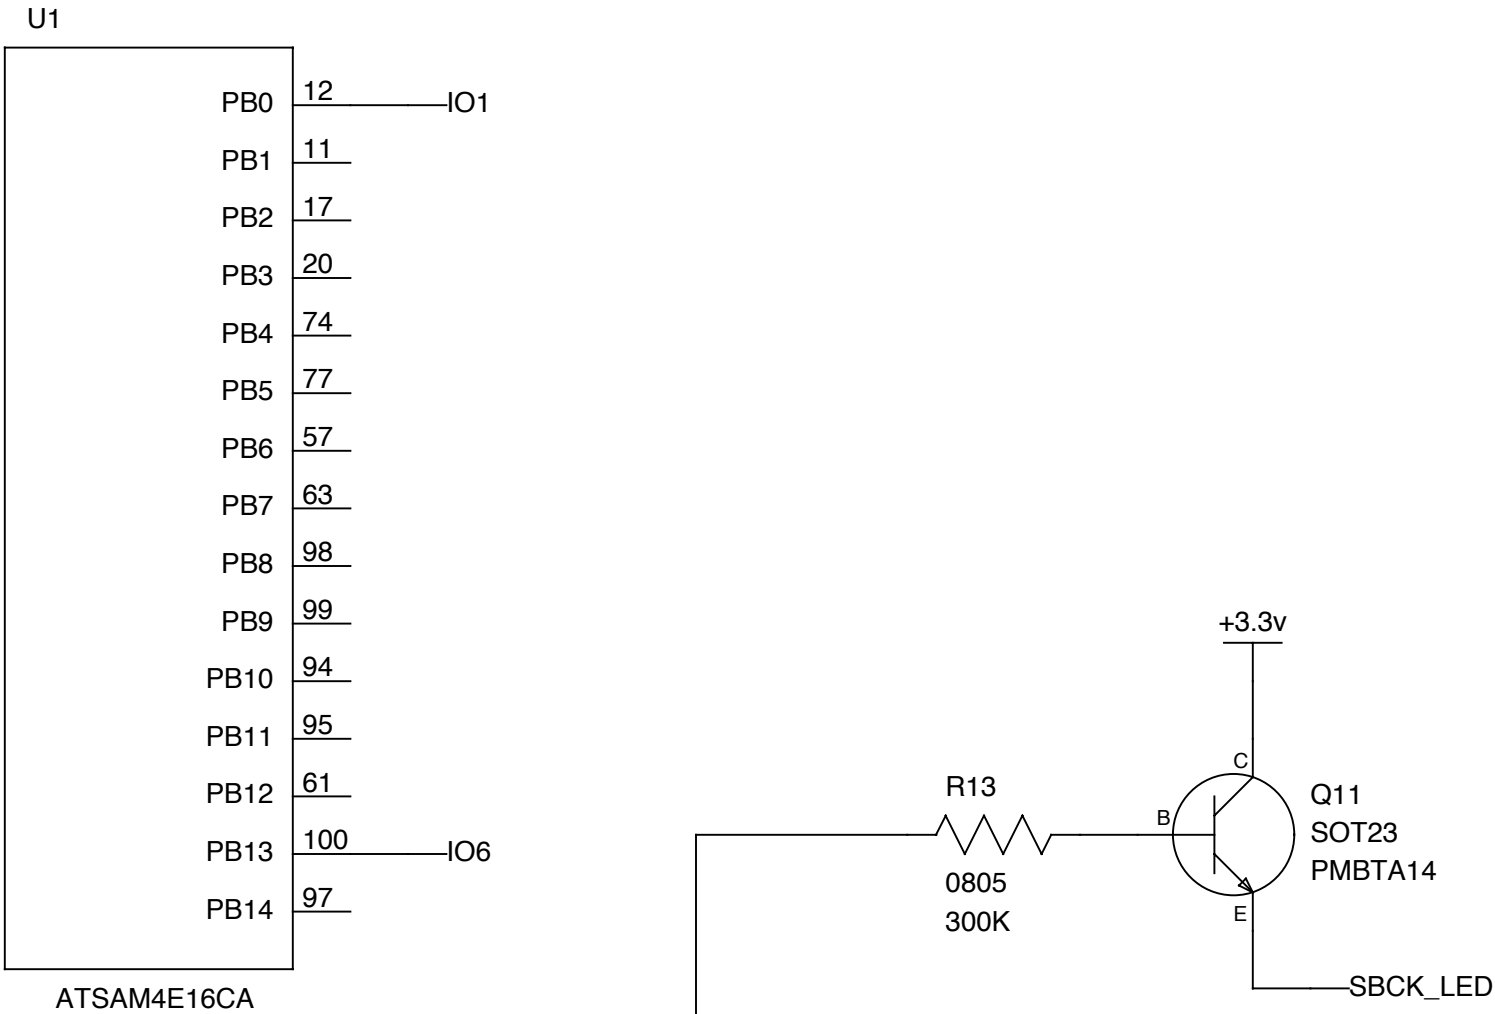 U1
PB0 12 IO1
PB1 11
PB2 17
PB3 20
PB4 74
PB5 77
PB6 57
PB7 63
PB8 98
PB9 99
PB10 94
PB11 95
PB12 61
PB13 100 IO6
PB14 97
ATSAM4E16CA
+3.3v
C
R13
B
Q11
SOT23
PMBTA14
0805
300K
E
SBCK_LED